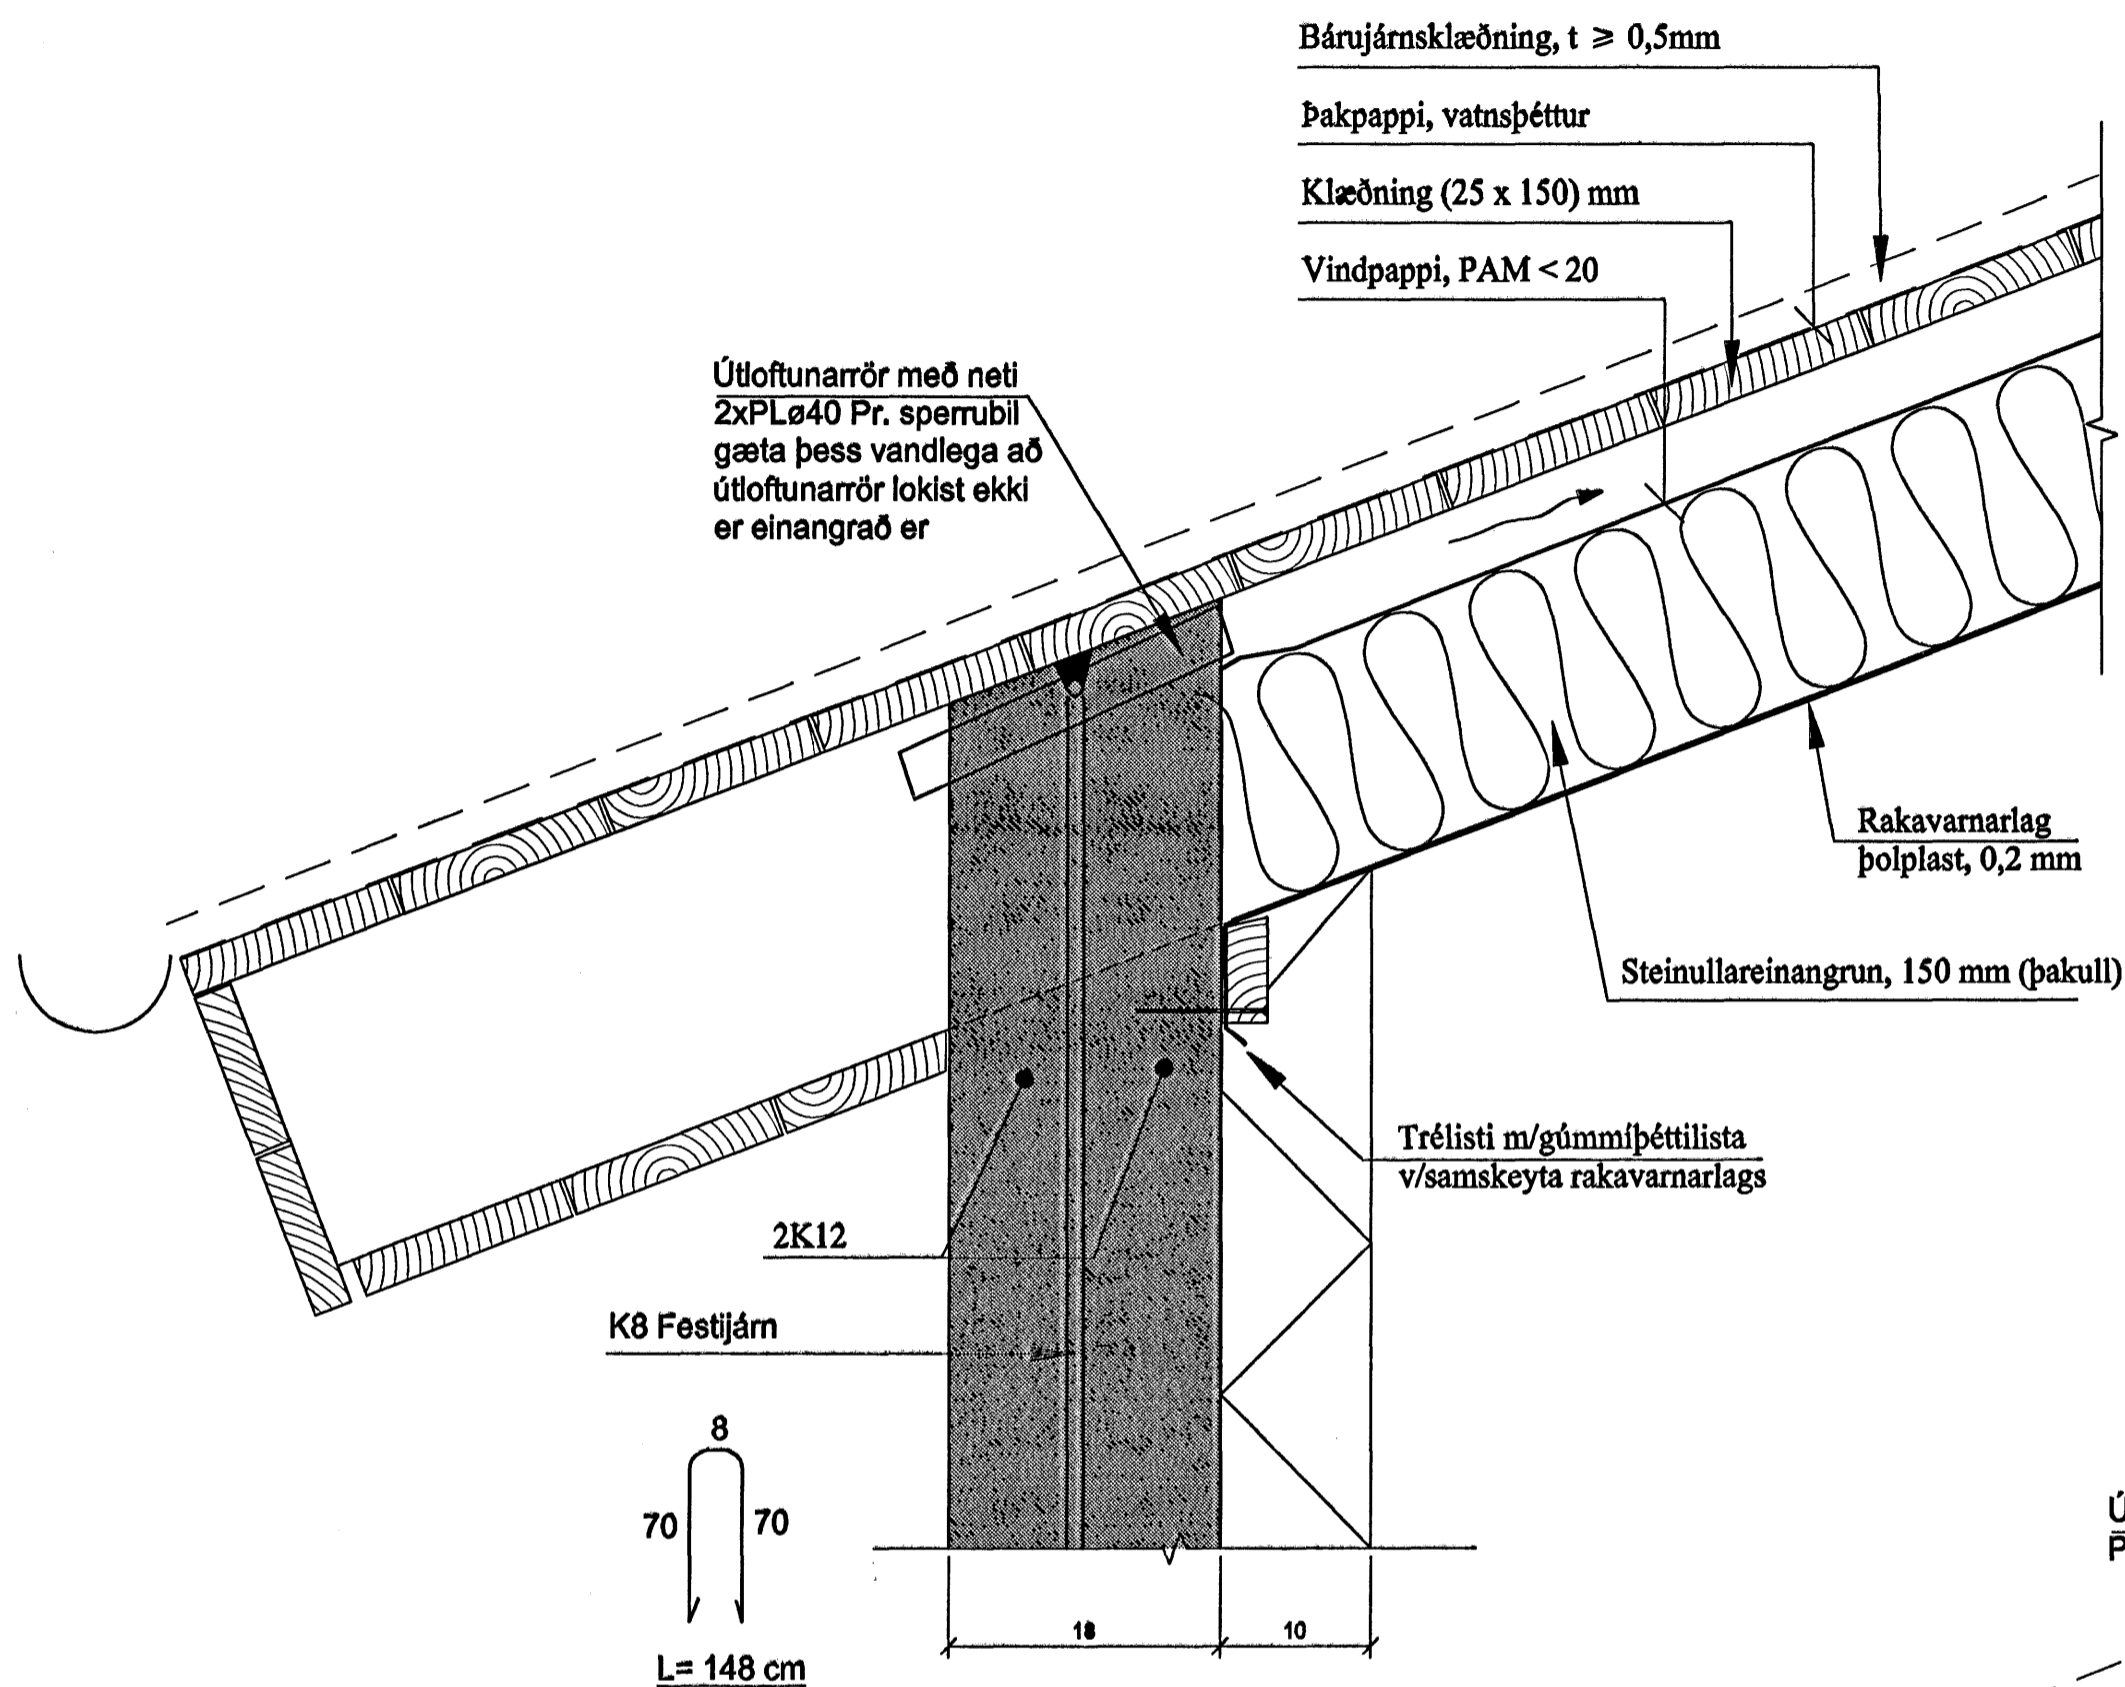 Bárujárnsklæðning, t ⩾ 0,5mm
Þakpappi, vatnsþéttur
Klæðning (25 x 150) mm
Vindpappi, PAM < 20
Útloftunarrör með neti
2xPLø40 Pr. sperrubil
gæta þess vandlega að
útloftunarrör lokist ekki
er einangrað er
Rakavarnarlag
þolplast, 0,2 mm
Steinullareinangrun, 150 mm (þakull)
Trélisti m/gúmmíþéttilista
v/samskeyta rakavarnarlags
2K12
K8 Festijárn
8
70 70
L= 148 cm
18 10